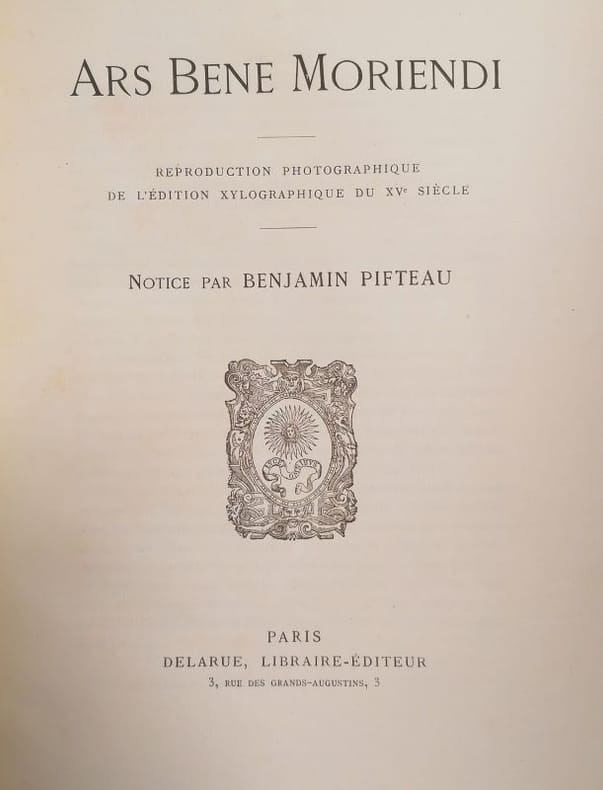 ARS BENE MORIENDI
REPRODUCTION PHOTOGRAPHIQUE
DE L'ÉDITION XYLOGRAPHIQUE DU XVe SIÈCLE
NOTICE PAR BENJAMIN PIFTEAU
PARIS
DELARUE, LIBRAIRE-ÉDITEUR
3, RUE DES GRANDS-AUGUSTINS, 3